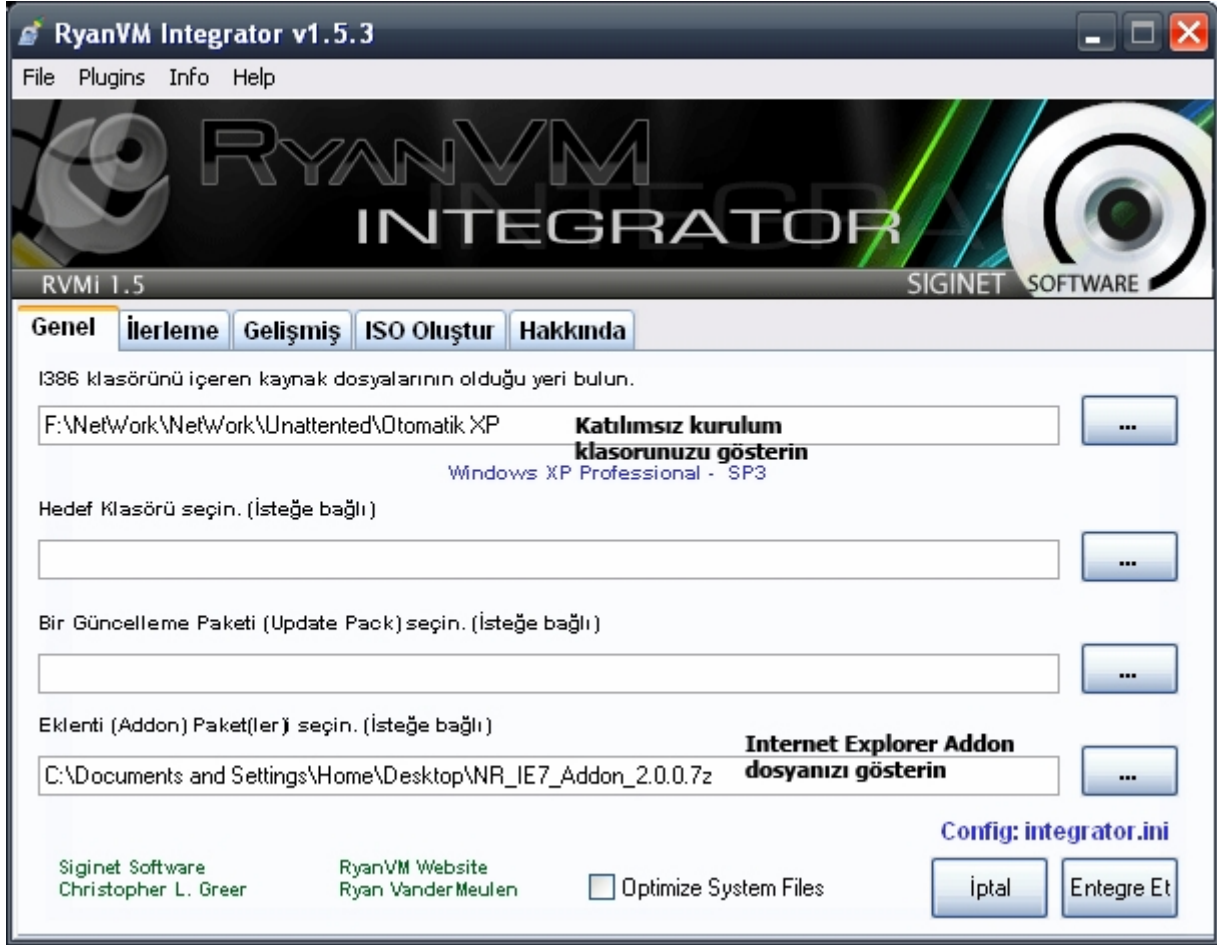 RyanVM Integrator v1.5.3
File Plugins Info Help
RYANVM
INTEGRATOR
RVMi 1.5
SIGINET SOFTWARE
Genel İlerleme Gelişmiş ISO Oluştur Hakkında
I386 klasörünü içeren kaynak dosyalarının olduğu yeri bulun.
F:\NetWork\NetWork\Unattented\Otomatik XP
...
Katılımsız kurulum
klasorunuzu gösterin
Windows XP Professional - SP3
Hedef Klasörü seçin. (İsteğe bağlı)
...
Bir Güncelleme Paketi (Update Pack) seçin. (İsteğe bağlı)
...
Eklenti (Addon) Paket(ler)i seçin. (İsteğe bağlı)
Internet Explorer Addon
dosyanızı gösterin
C:\Documents and Settings\Home\Desktop\NR_IE7_Addon_2.0.0.7z
...
Config: integrator.ini
Siginet Software
Christopher L. Greer
RyanVM Website
Ryan VanderMeulen
Optimize System Files
İptal
Entegre Et